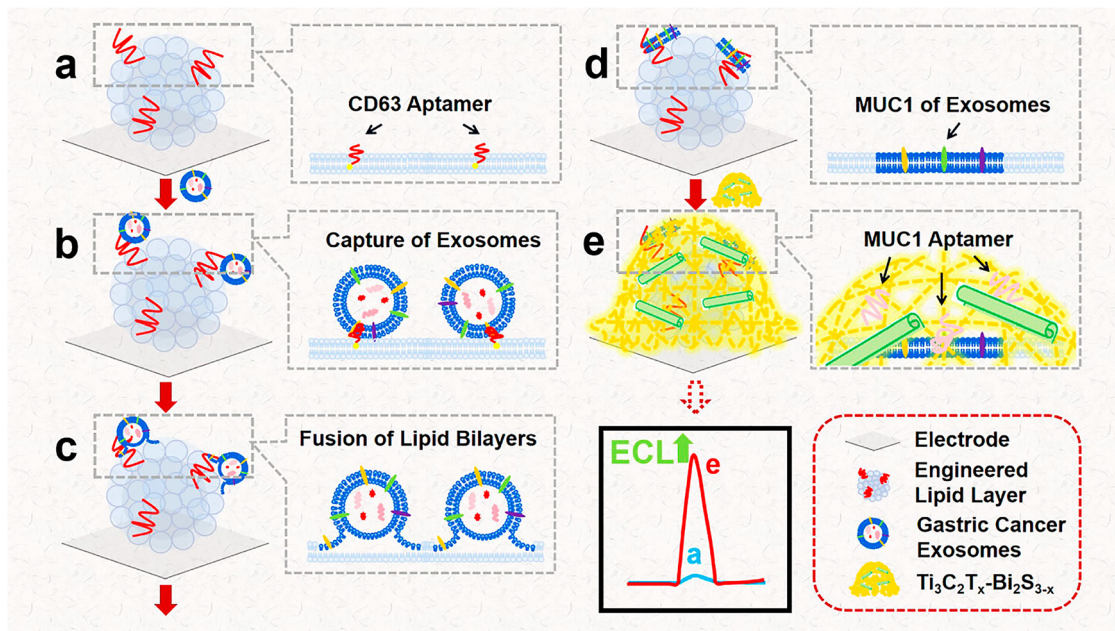 a
CD63 Aptamer
b
Capture of Exosomes
c
Fusion of Lipid Bilayers
d
MUC1 of Exosomes
e
MUC1 Aptamer
ECL
e
a
Electrode
Engineered
Lipid Layer
Gastric Cancer
Exosomes
Ti₃C₂Tₓ-Bi₂S₃₋ₓ